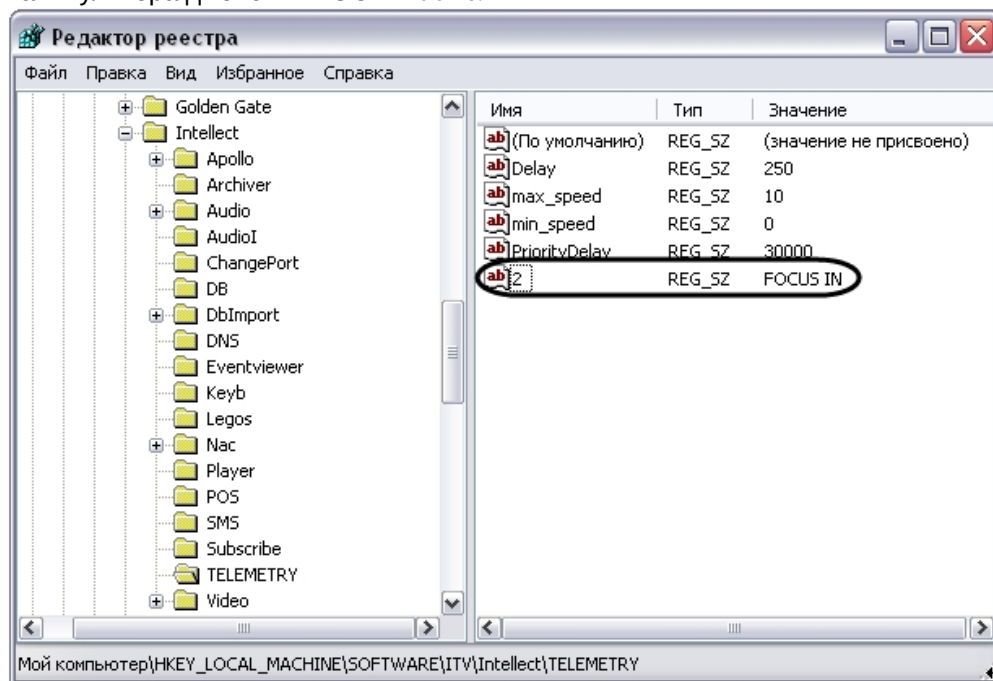 Редактор реестра
Файл Правка Вид Избранное Справка
Golden Gate
Intellect
Apollo
Archiver
Audio
AudioI
ChangePort
DB
DbImport
DNS
Eventviewer
Keyb
Legos
Nac
Player
POS
SMS
Subscribe
TELEMETRY
Video
Имя Тип Значение
(По умолчанию) REG_SZ (значение не присвоено)
Delay REG_SZ 250
max_speed REG_SZ 10
min_speed REG_SZ 0
PriorityDelay REG_SZ 30000
2 REG_SZ FOCUS IN
Мой компьютер\HKEY_LOCAL_MACHINE\SOFTWARE\ITV\Intellect\TELEMETRY